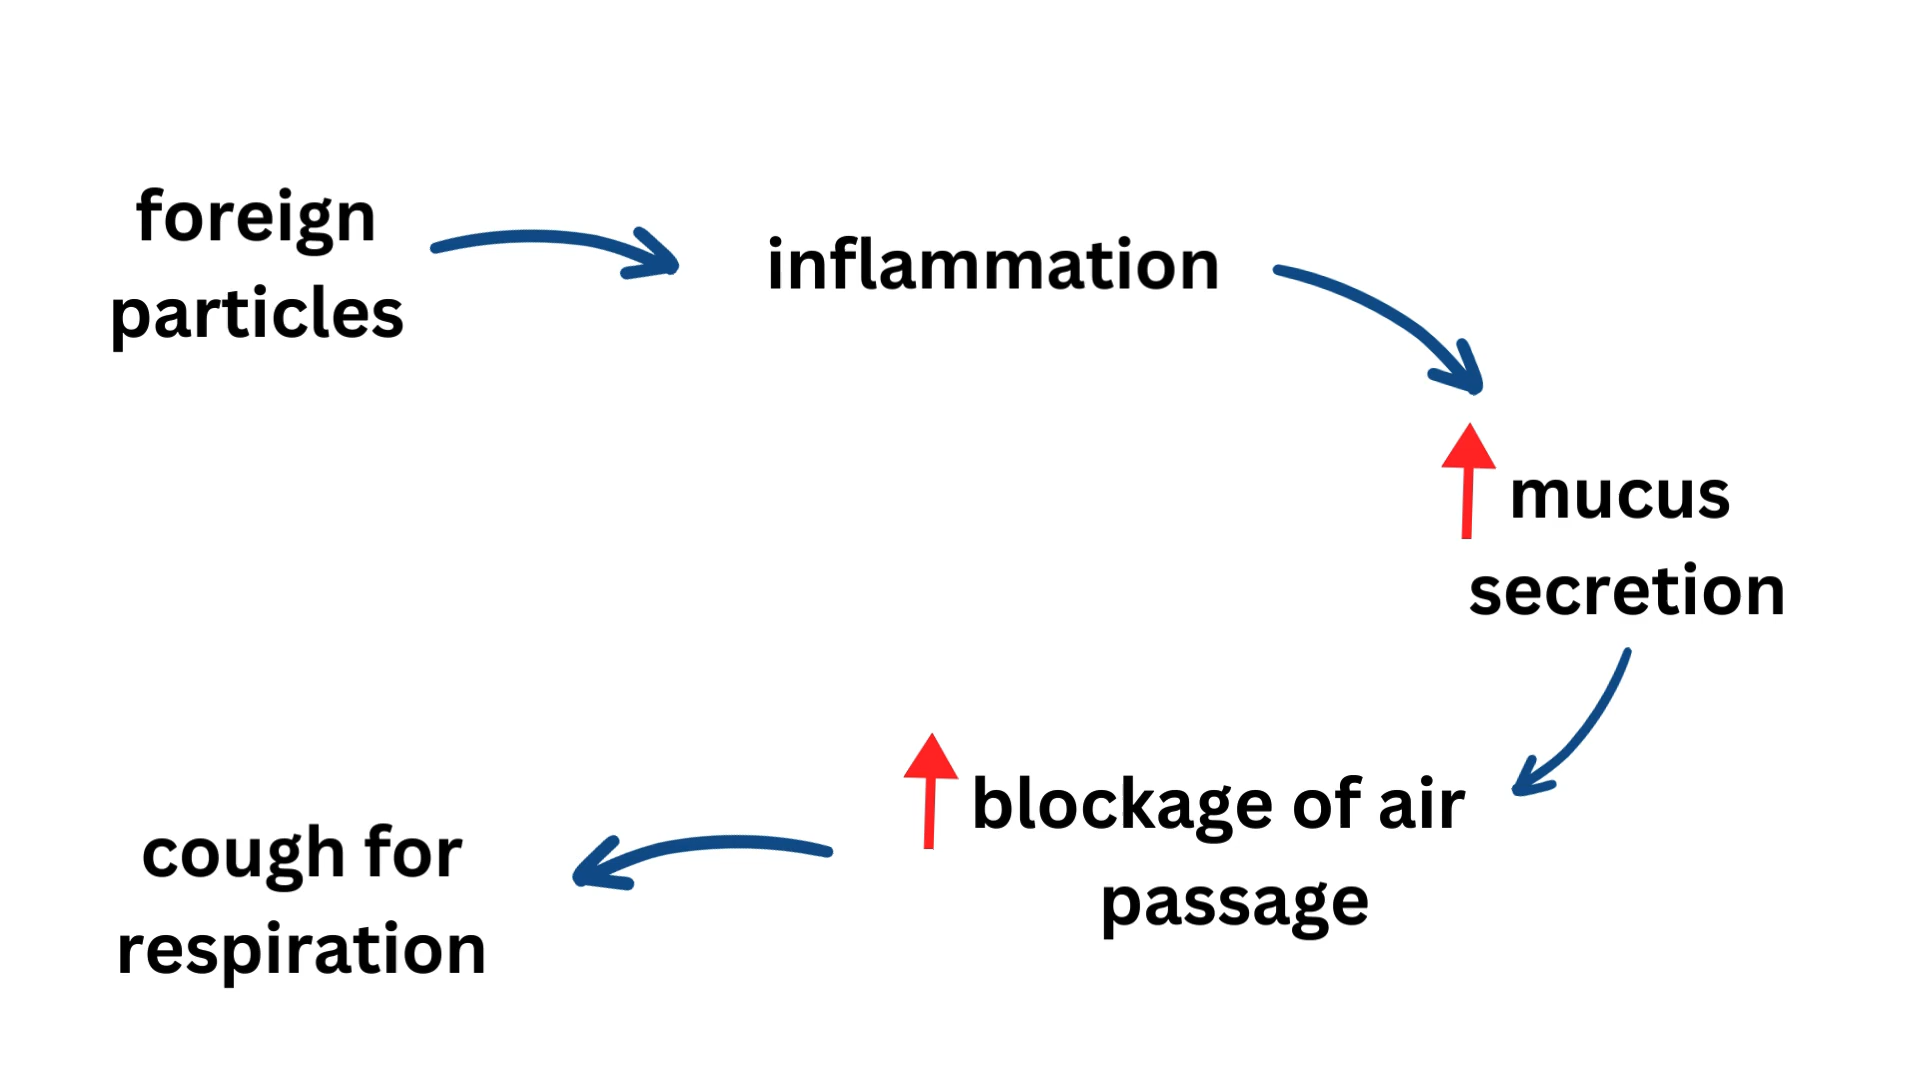 foreign
particles
inflammation
mucus
secretion
blockage of air
passage
cough for
respiration